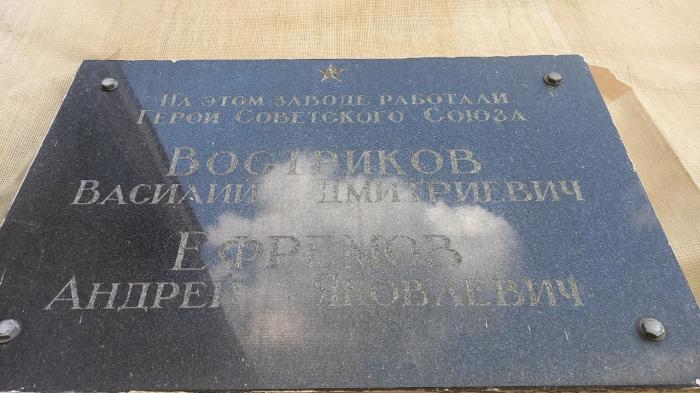 На этом заводе работали
Герои Советского Союза
Востриков
Василий Дмитриевич
Ефремов
Андрей Яковлевич